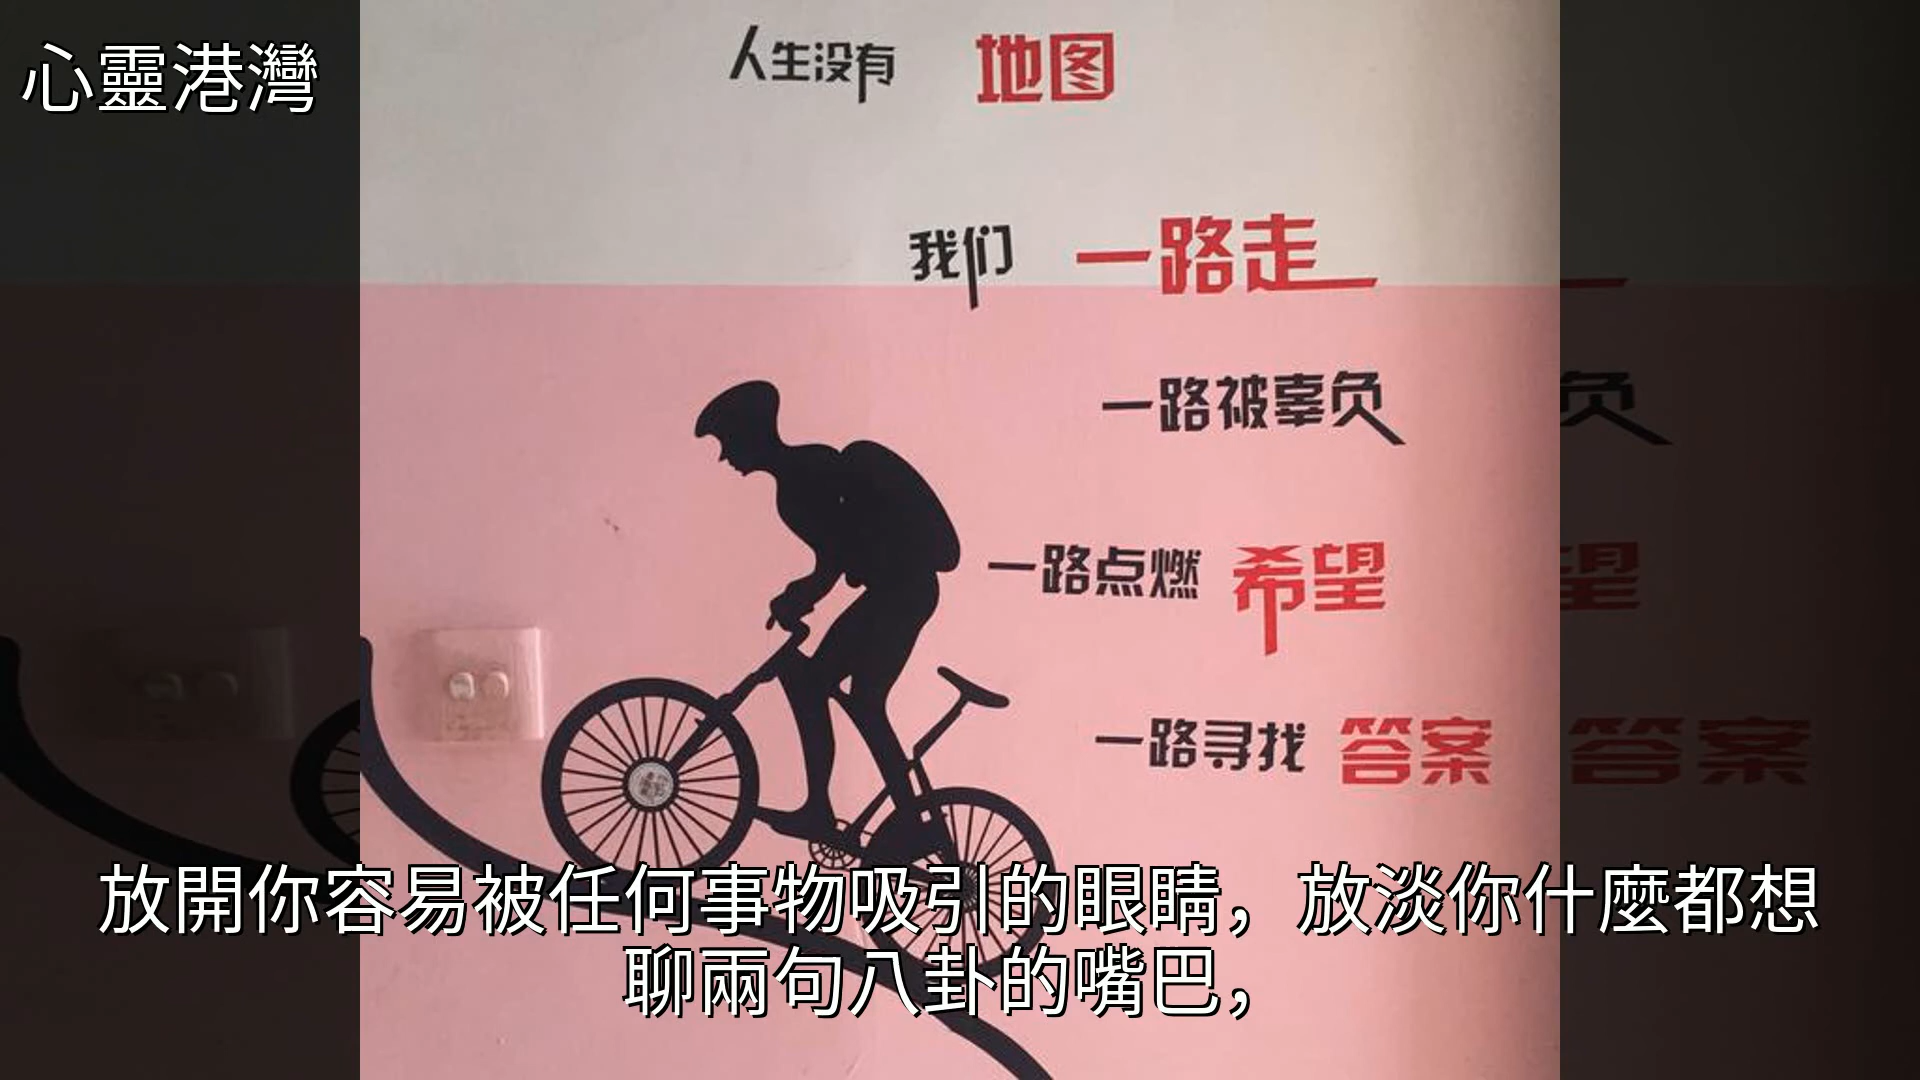 心靈港灣
人生没有 地图
我们 一路走
一路被辜负
一路点燃 希望
一路寻找 答案
放開你容易被任何事物吸引的眼睛，放淡你什麼都想
聊兩句八卦的嘴巴，